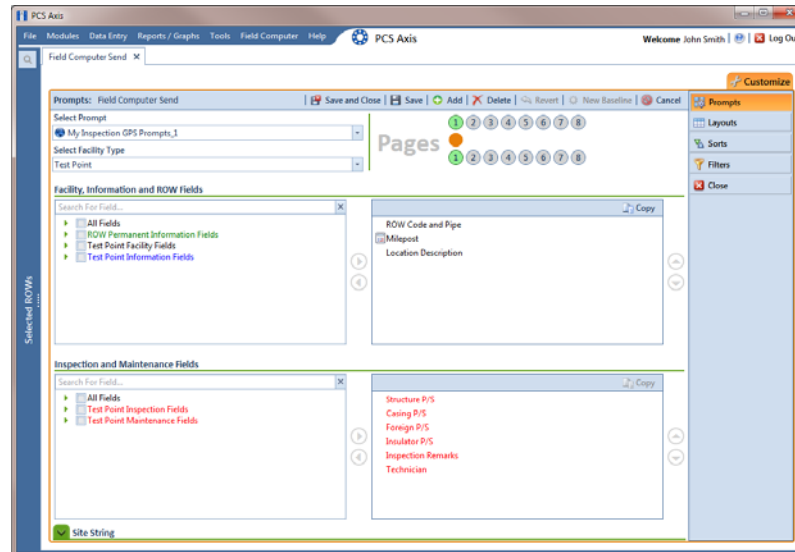 PCS Axis
File Modules Data Entry Reports / Graphs Tools Field Computer Help PCS Axis Welcome John Smith | | Log Ou
Field Computer Send ×
Customize
Prompts: Field Computer Send | Save and Close | Save | Add | Delete | Revert | New Baseline | Cancel
Prompts
Layouts
Sorts
Filters
Close
Select Prompt
My Inspection GPS Prompts_1
Select Facility Type
Test Point
Pages
1 2 3 4 5 6 7 8
1 2 3 4 5 6 7 8
Facility, Information and ROW Fields
Search For Field... X
All Fields
ROW Permanent Information Fields
Test Point Facility Fields
Test Point Information Fields
Copy
ROW Code and Pipe
Milepost
Location Description
Selected ROWs
Inspection and Maintenance Fields
Search For Field... X
All Fields
Test Point Inspection Fields
Test Point Maintenance Fields
Copy
Structure P/S
Casing P/S
Foreign P/S
Insulator P/S
Inspection Remarks
Technician
Site String